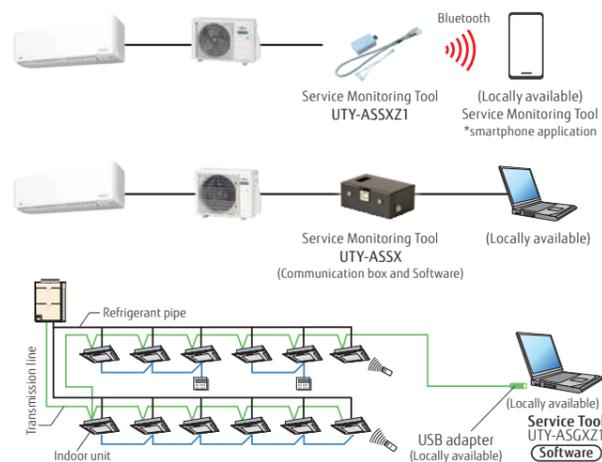 Bluetooth
Service Monitoring Tool
UTY-ASSXZ1
(Locally available)
Service Monitoring Tool
*smartphone application
Service Monitoring Tool
UTY-ASSX
(Communication box and Software)
(Locally available)
Refrigerant pipe
Transmission line
Indoor unit
USB adapter
(Locally available)
(Locally available)
Service Tool
UTY-ASGXZ1
Software